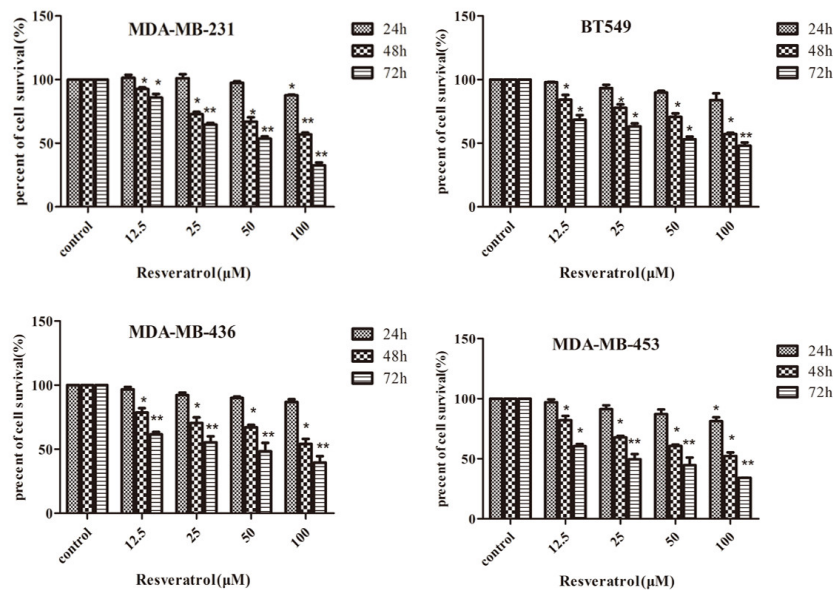 MDA-MB-231
percent of cell survival(%)
150
100
50
0
24h
48h
72h
* *
* **
* **
* ** **
control
12.5
25
50
100
Resveratrol(μM)
BT549
percent of cell survival(%)
150
100
50
0
24h
48h
72h
* *
* *
* *
* **
control
12.5
25
50
100
Resveratrol(μM)
MDA-MB-436
percent of cell survival(%)
150
100
50
0
24h
48h
72h
* **
* **
* **
* **
control
12.5
25
50
100
Resveratrol(μM)
MDA-MB-453
percent of cell survival(%)
150
100
50
0
24h
48h
72h
* *
* **
* **
* * **
control
12.5
25
50
100
Resveratrol(μM)